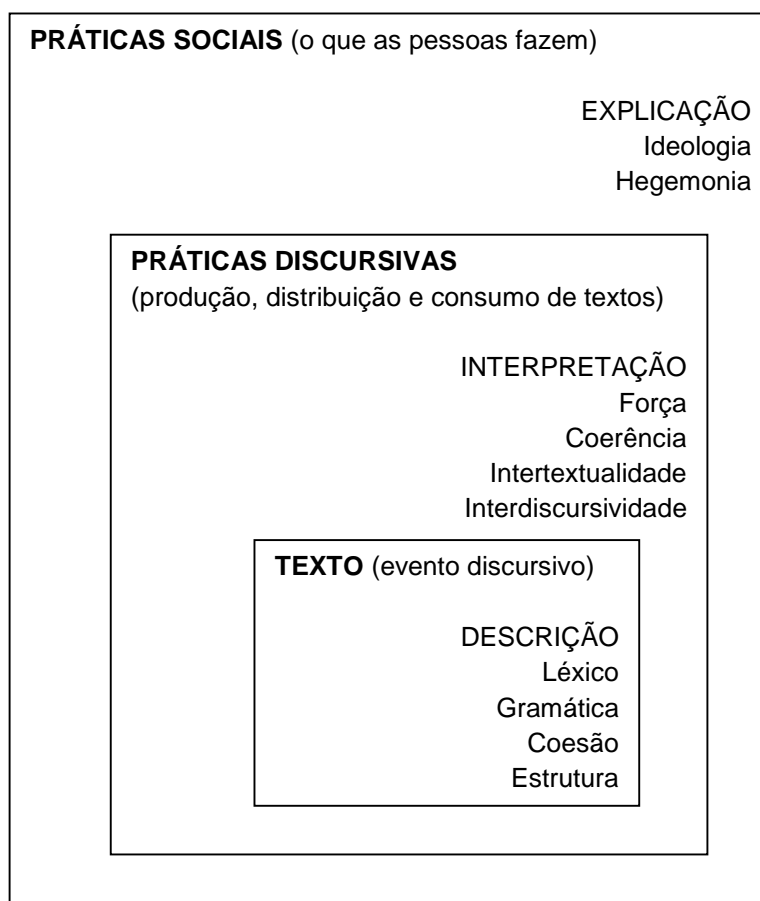 PRÁTICAS SOCIAIS (o que as pessoas fazem)
EXPLICAÇÃO
Ideologia
Hegemonia
PRÁTICAS DISCURSIVAS
(produção, distribuição e consumo de textos)
INTERPRETAÇÃO
Força
Coerência
Intertextualidade
Interdiscursividade
TEXTO (evento discursivo)
DESCRIÇÃO
Léxico
Gramática
Coesão
Estrutura